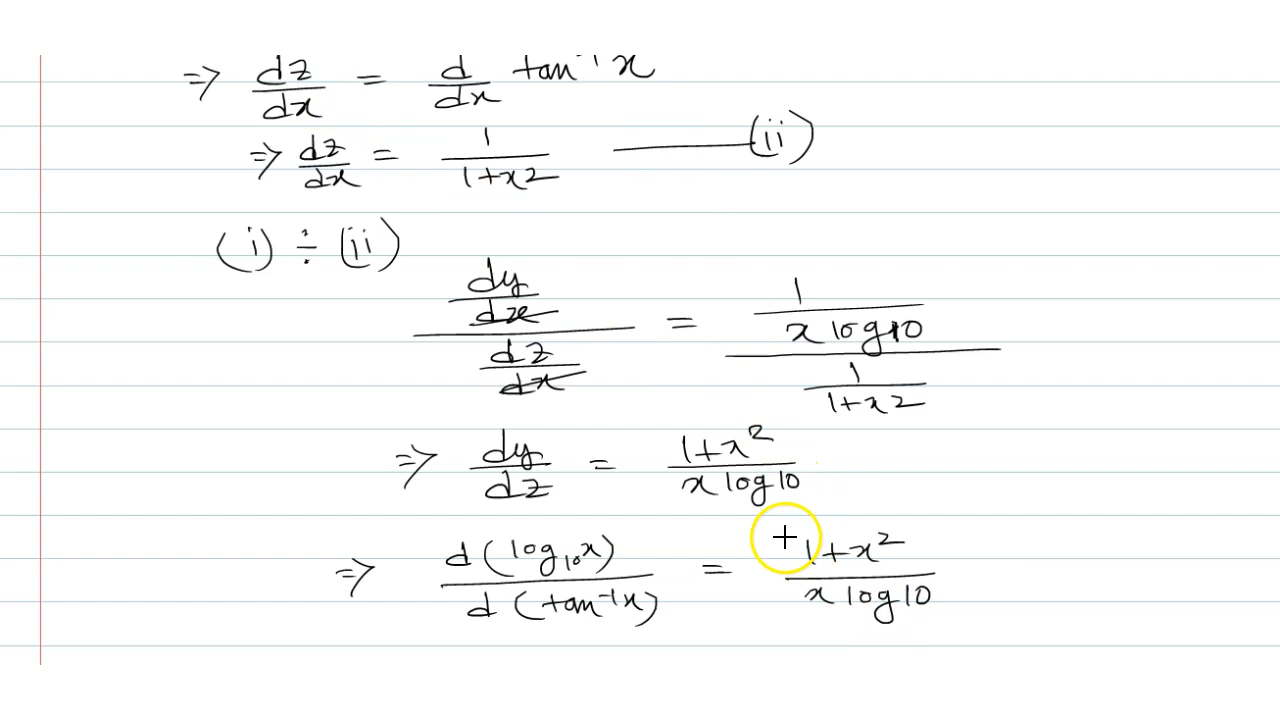 ⇒ dz/dx = d/dx tan⁻¹ x
⇒ dz/dx = 1/(1+x2) —— (ii)
(i) ÷ (ii)
(dy/dx)/(dz/dx) = (1/(x log10))/(1/(1+x2))
⇒ dy/dz = (1+x²)/(x log10)
⇒ d(log₁₀x)/d(tan⁻¹x) = (1+x²)/(x log10)